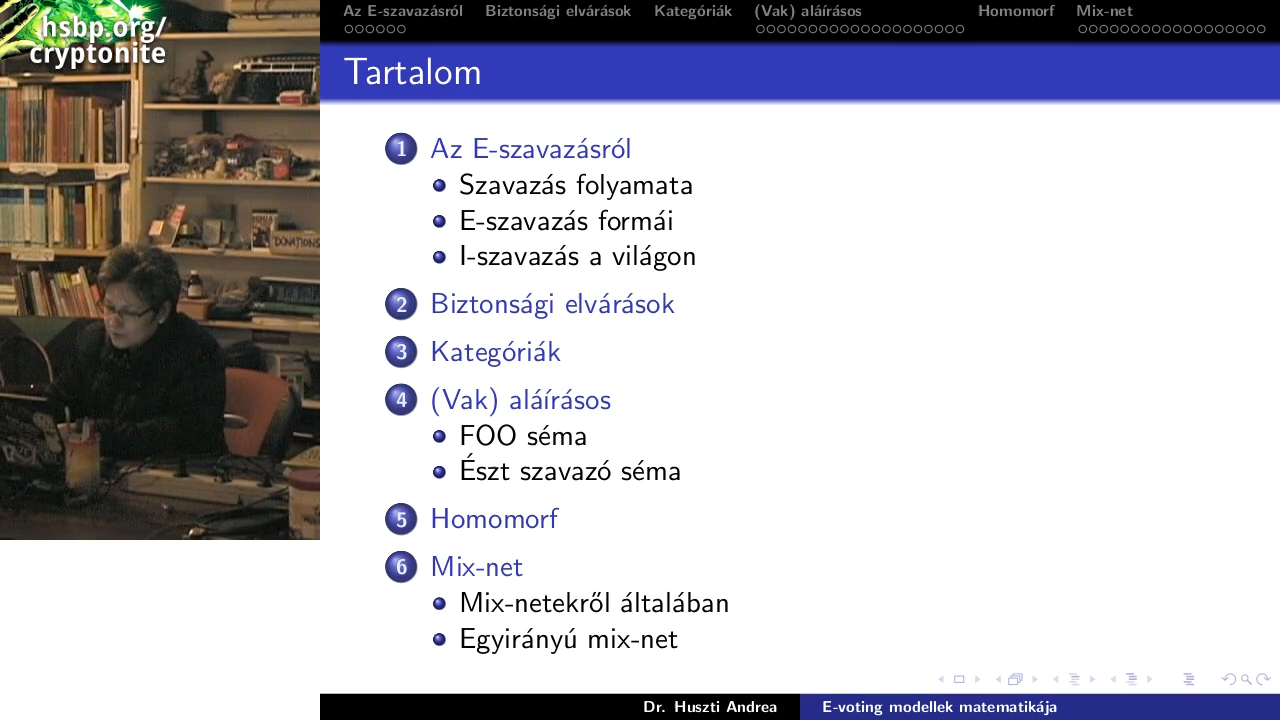 hsbp.org/
cryptonite
DONATIONS
Az E-szavazásról Biztonsági elvárások Kategóriák (Vak) aláírásos Homomorf Mix-net
Tartalom
1 Az E-szavazásról
Szavazás folyamata
E-szavazás formái
I-szavazás a világon
2 Biztonsági elvárások
3 Kategóriák
4 (Vak) aláírásos
FOO séma
Észt szavazó séma
5 Homomorf
6 Mix-net
Mix-netekről általában
Egyirányú mix-net
Dr. Huszti Andrea E-voting modellek matematikája